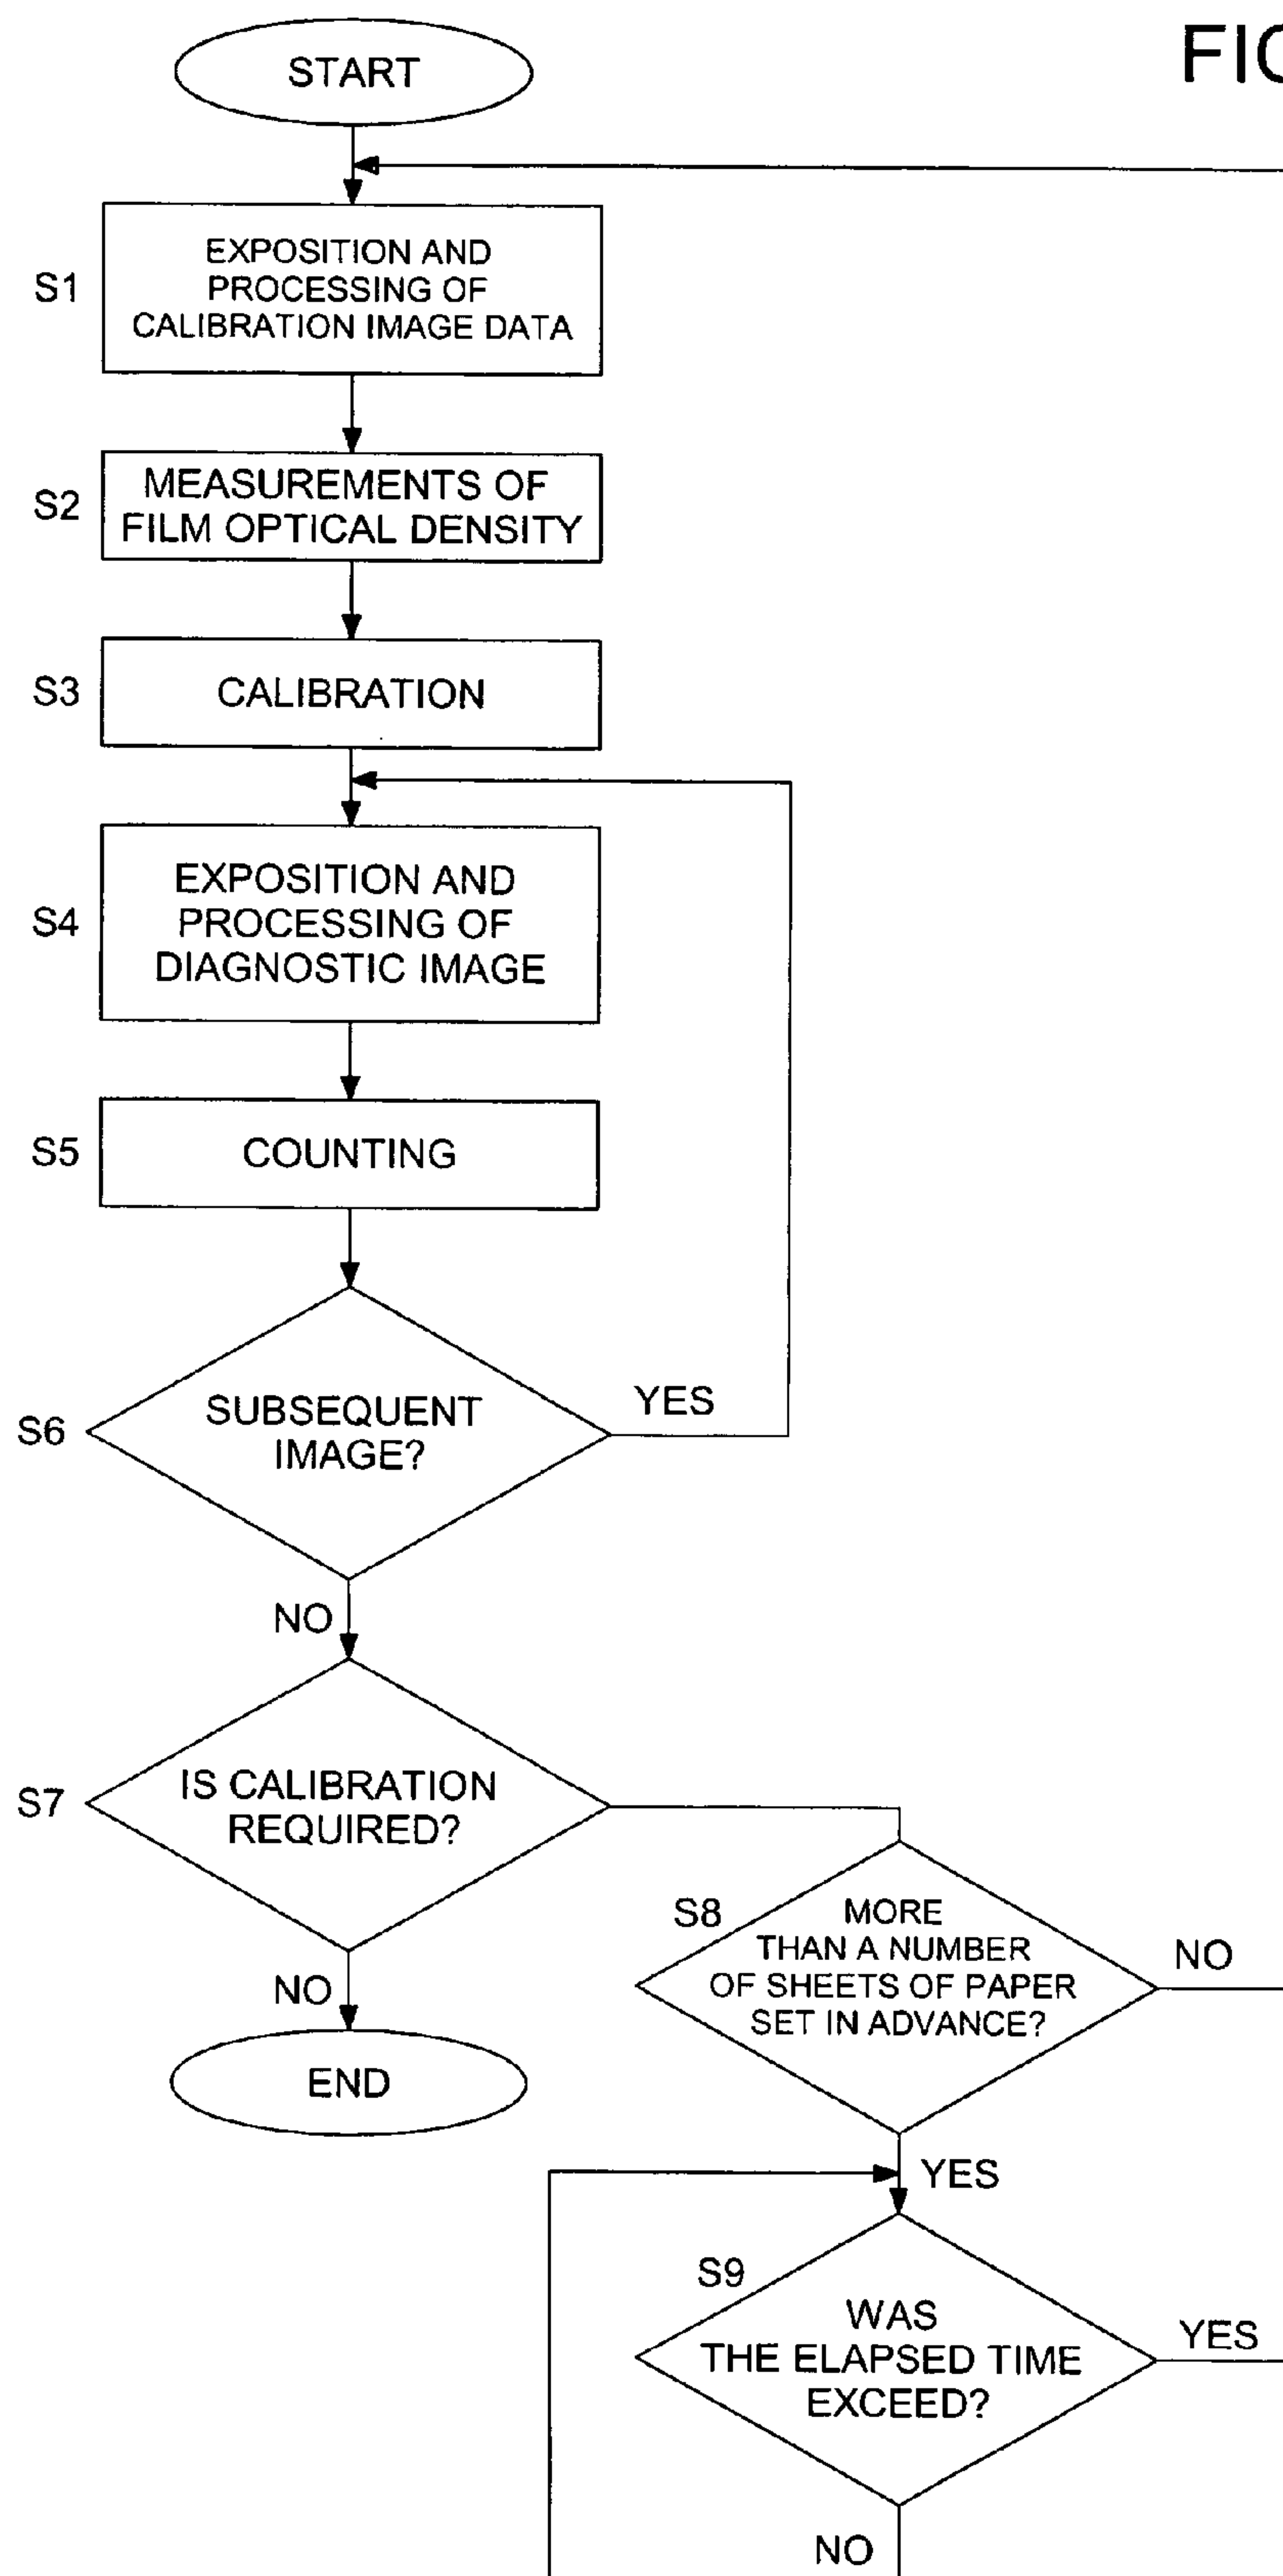 FIG
START
S1
EXPOSITION AND
PROCESSING OF
CALIBRATION IMAGE DATA
S2
MEASUREMENTS OF
FILM OPTICAL DENSITY
S3
CALIBRATION
S4
EXPOSITION AND
PROCESSING OF
DIAGNOSTIC IMAGE
S5
COUNTING
S6
SUBSEQUENT
IMAGE?
YES
NO
S7
IS CALIBRATION
REQUIRED?
NO
END
S8
MORE
THAN A NUMBER
OF SHEETS OF PAPER
SET IN ADVANCE?
NO
YES
S9
WAS
THE ELAPSED TIME
EXCEED?
YES
NO